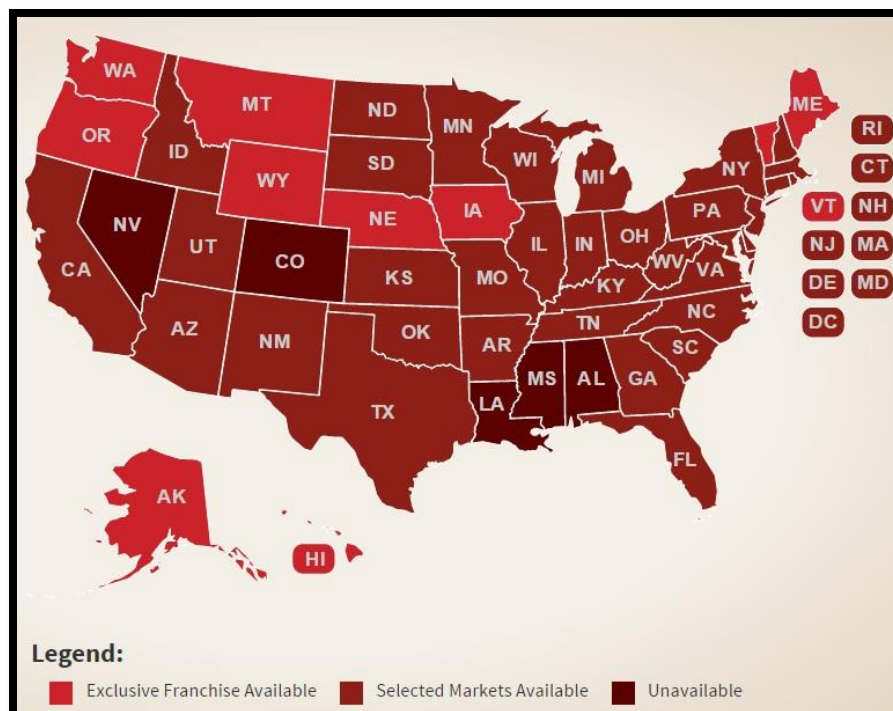 WA
MT
ND
MN
ME
OR
ID
SD
WI
MI
NY
RI
CT
WY
VT
NH
NV
UT
CO
NE
IA
IL
IN
OH
PA
NJ
MA
CA
KS
MO
KY
WV
VA
DE
MD
AZ
NM
OK
AR
TN
NC
SC
DC
TX
LA
MS
AL
GA
FL
AK
HI
Legend:
Exclusive Franchise Available
Selected Markets Available
Unavailable